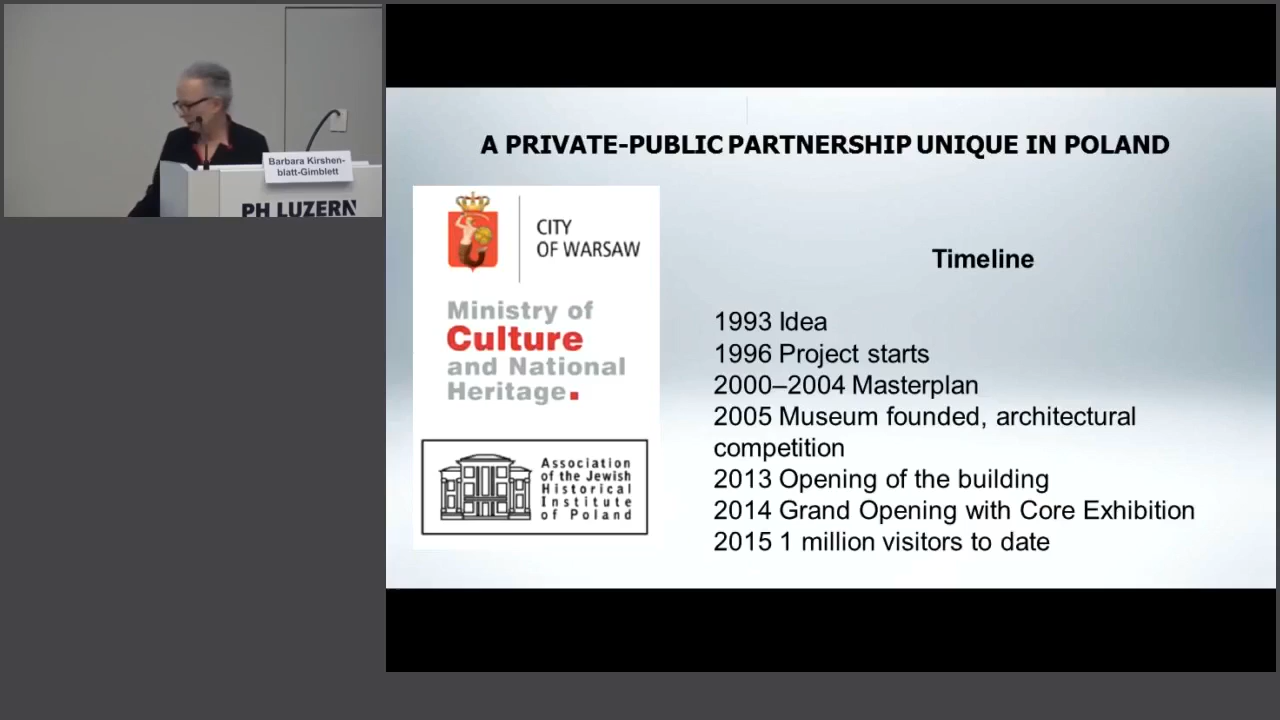 Barbara Kirshen-
blatt-Gimblett
PH LUZERN
A PRIVATE-PUBLIC PARTNERSHIP UNIQUE IN POLAND
CITY
OF WARSAW
Ministry of
Culture
and National
Heritage.
Association
of the Jewish
Historical
Institute
of Poland
Timeline
1993 Idea
1996 Project starts
2000–2004 Masterplan
2005 Museum founded, architectural
competition
2013 Opening of the building
2014 Grand Opening with Core Exhibition
2015 1 million visitors to date